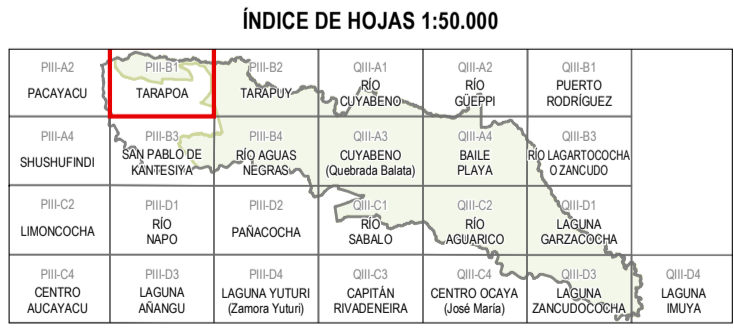 ÍNDICE DE HOJAS 1:50.000
PIII-A2
PACAYACU
PIII-B1
TARAPOA
PIII-B2
TARAPUY
QIII-A1
RÍO
CUYABENO
QIII-A2
RÍO
GÜEPPI
QIII-B1
PUERTO
RODRÍGUEZ
PIII-A4
SHUSHUFINDI
PIII-B3
SAN PABLO DE
KANTESIYA
PIII-B4
RÍO AGUAS
NEGRAS
QIII-A3
CUYABENO
(Quebrada Balata)
QIII-A4
BAILE
PLAYA
QIII-B3
RÍO LAGARTOCOCHA
O ZANCUDO
PIII-C2
LIMONCOCHA
PIII-D1
RÍO
NAPO
PIII-D2
PAÑACOCHA
QIII-C1
RÍO
SABALO
QIII-C2
RÍO
AGUARICO
QIII-D1
LAGUNA
GARZACOCHA
PIII-C4
CENTRO
AUCAYACU
PIII-D3
LAGUNA
AÑANGU
PIII-D4
LAGUNA YUTURI
(Zamora Yuturi)
QIII-C3
CAPITÁN
RIVADENEIRA
QIII-C4
CENTRO OCAYA
(José María)
QIII-D3
LAGUNA
ZANCUDOCOCHA
QIII-D4
LAGUNA
IMUYA